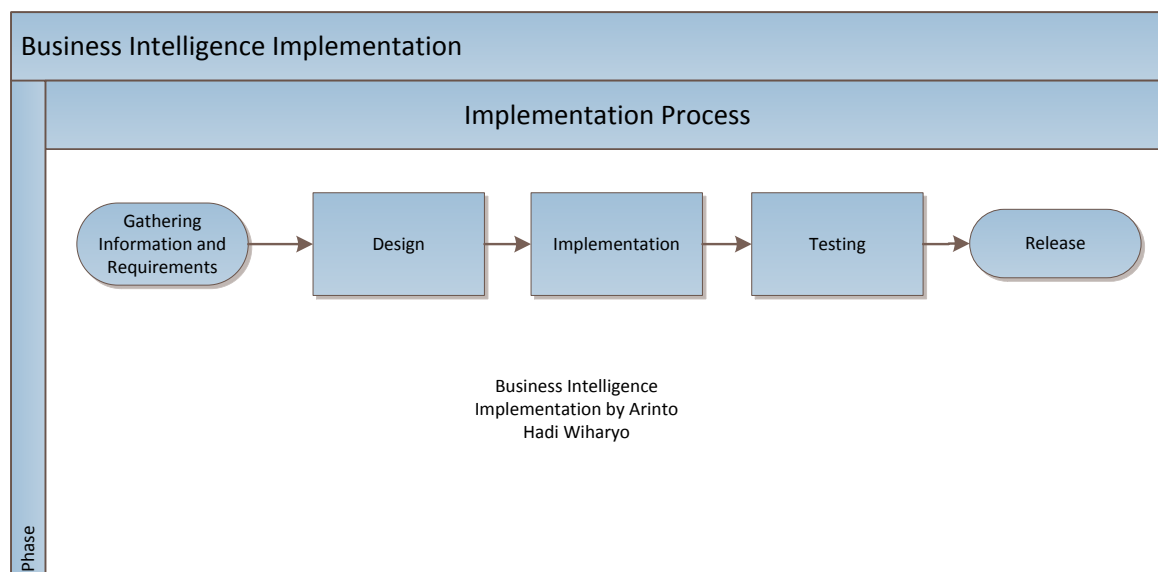 Business Intelligence Implementation
Implementation Process
Gathering
Information and
Requirements
Design
Implementation
Testing
Release
Business Intelligence
Implementation by Arinto
Hadi Wiharyo
Phase